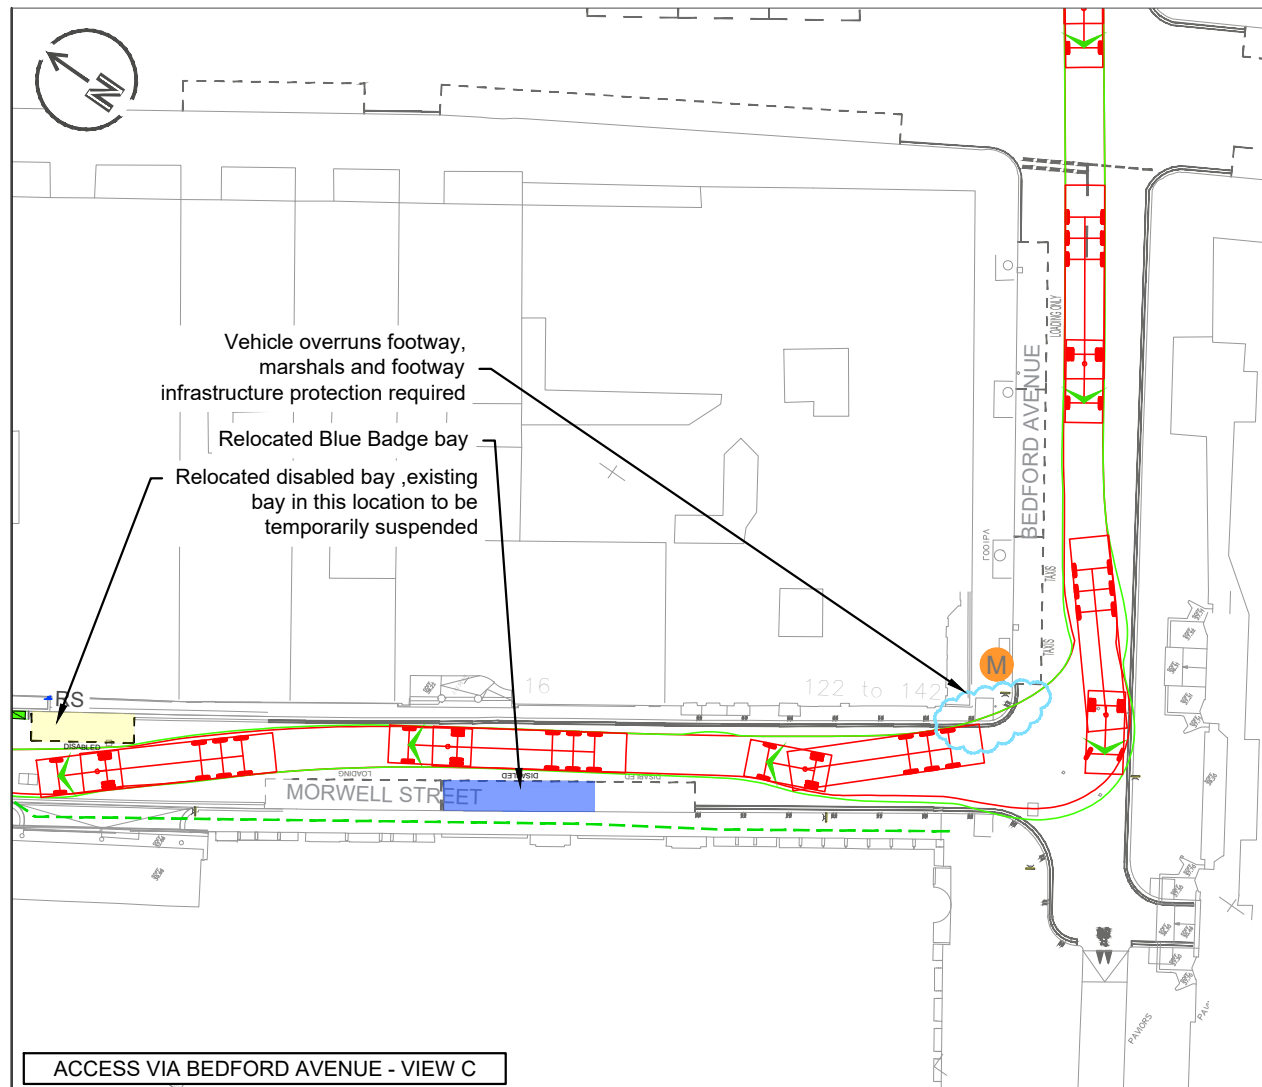 N
Vehicle overruns footway,
marshals and footway
infrastructure protection required
Relocated Blue Badge bay
Relocated disabled bay ,existing
bay in this location to be
temporarily suspended
LOADING ONLY
BEDFORD AVENUE
TAXIS
TAXIS
M
RS
16
122 to 142
DISABLED
LOADING
DISABLED
DISABLED
MORWELL STREET
PAVIORS
ACCESS VIA BEDFORD AVENUE - VIEW C